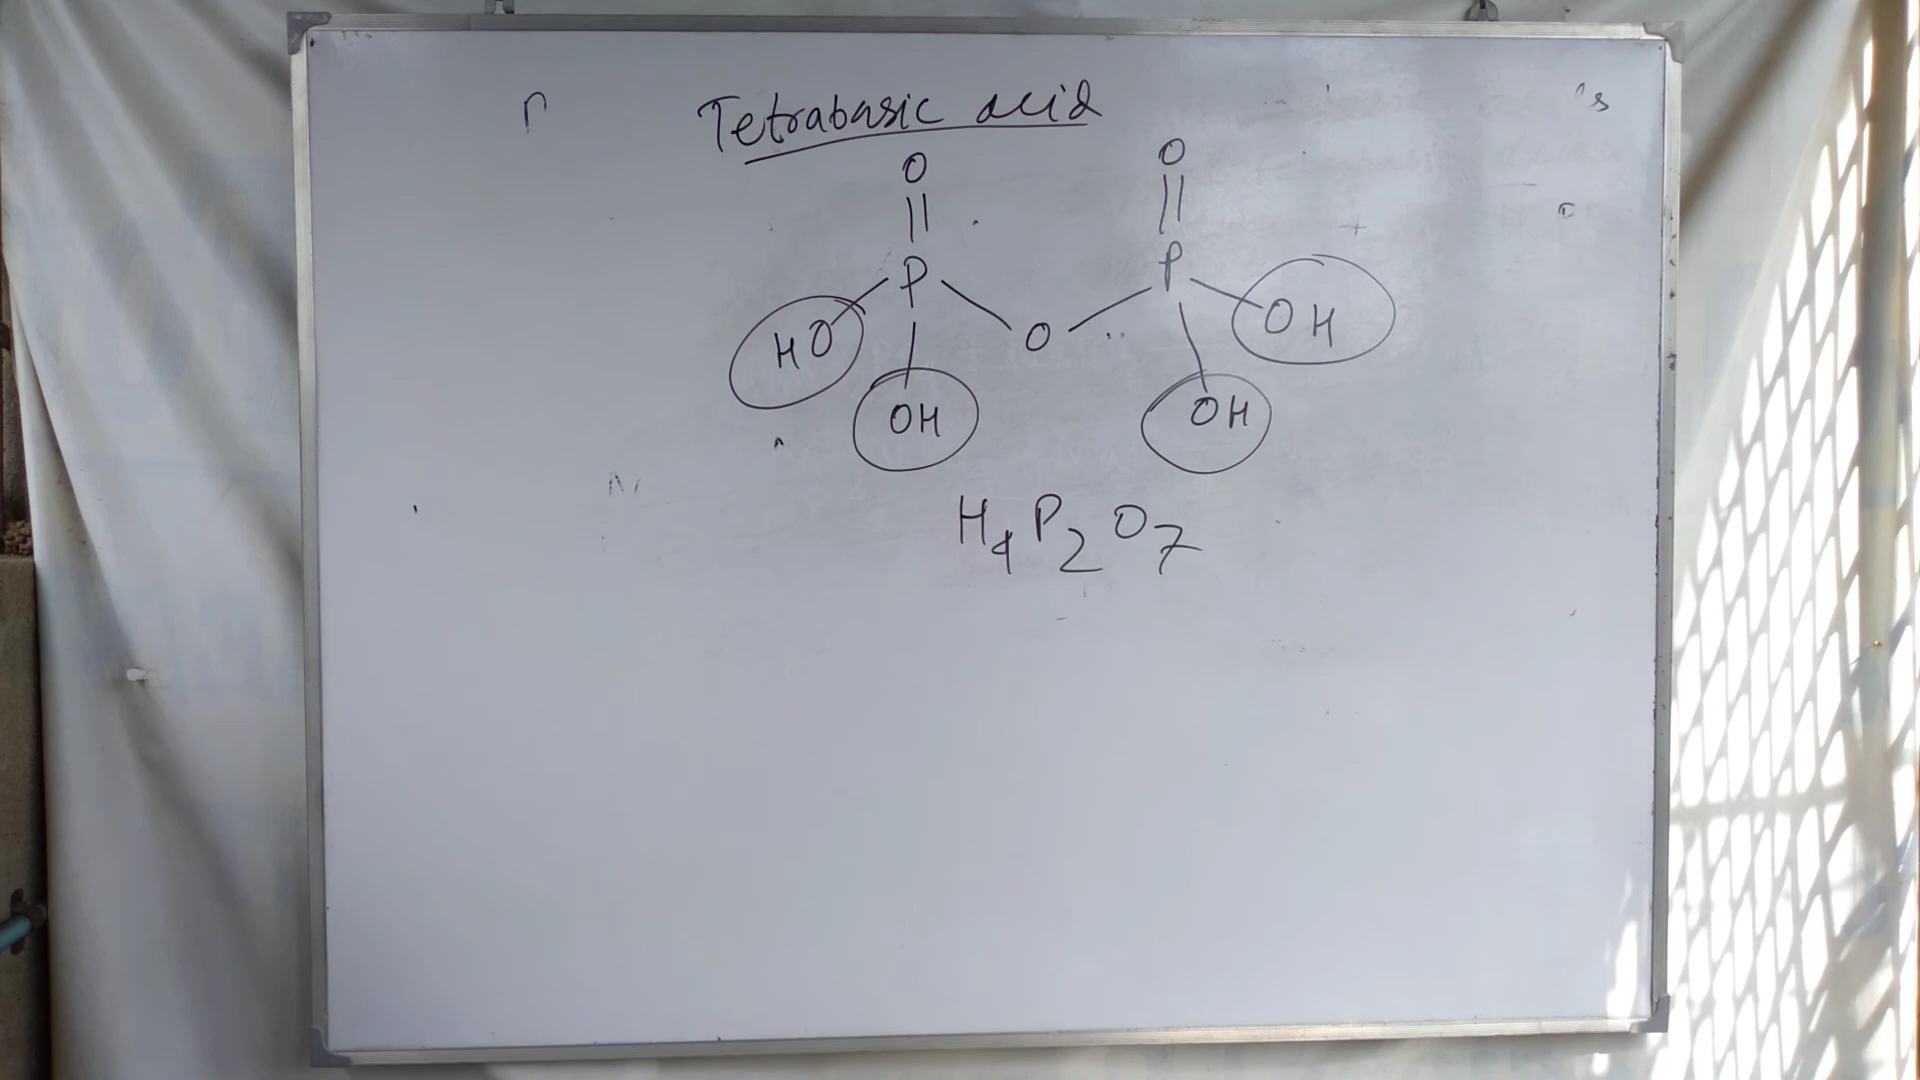 Tetrabasic acid
O O
|| ||
P P
HO O OH
OH OH
H4P2O7